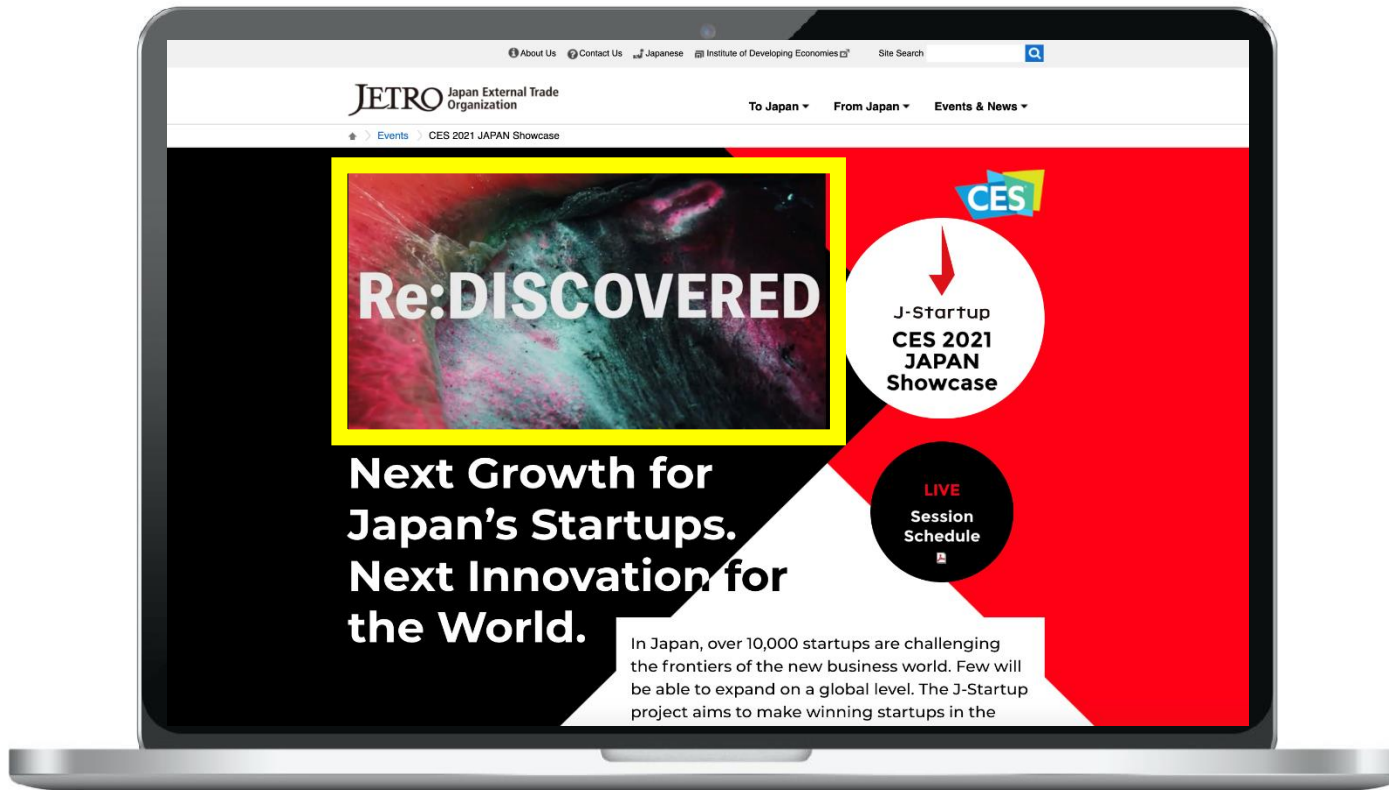 About Us Contact Us Japanese Institute of Developing Economies Site Search
JETRO Japan External Trade Organization
To Japan From Japan Events & News
Events CES 2021 JAPAN Showcase
Re:DISCOVERED
CES
J-Startup
CES 2021
JAPAN
Showcase
LIVE
Session
Schedule
Next Growth for
Japan's Startups.
Next Innovation for
the World.
In Japan, over 10,000 startups are challenging
the frontiers of the new business world. Few will
be able to expand on a global level. The J-Startup
project aims to make winning startups in the